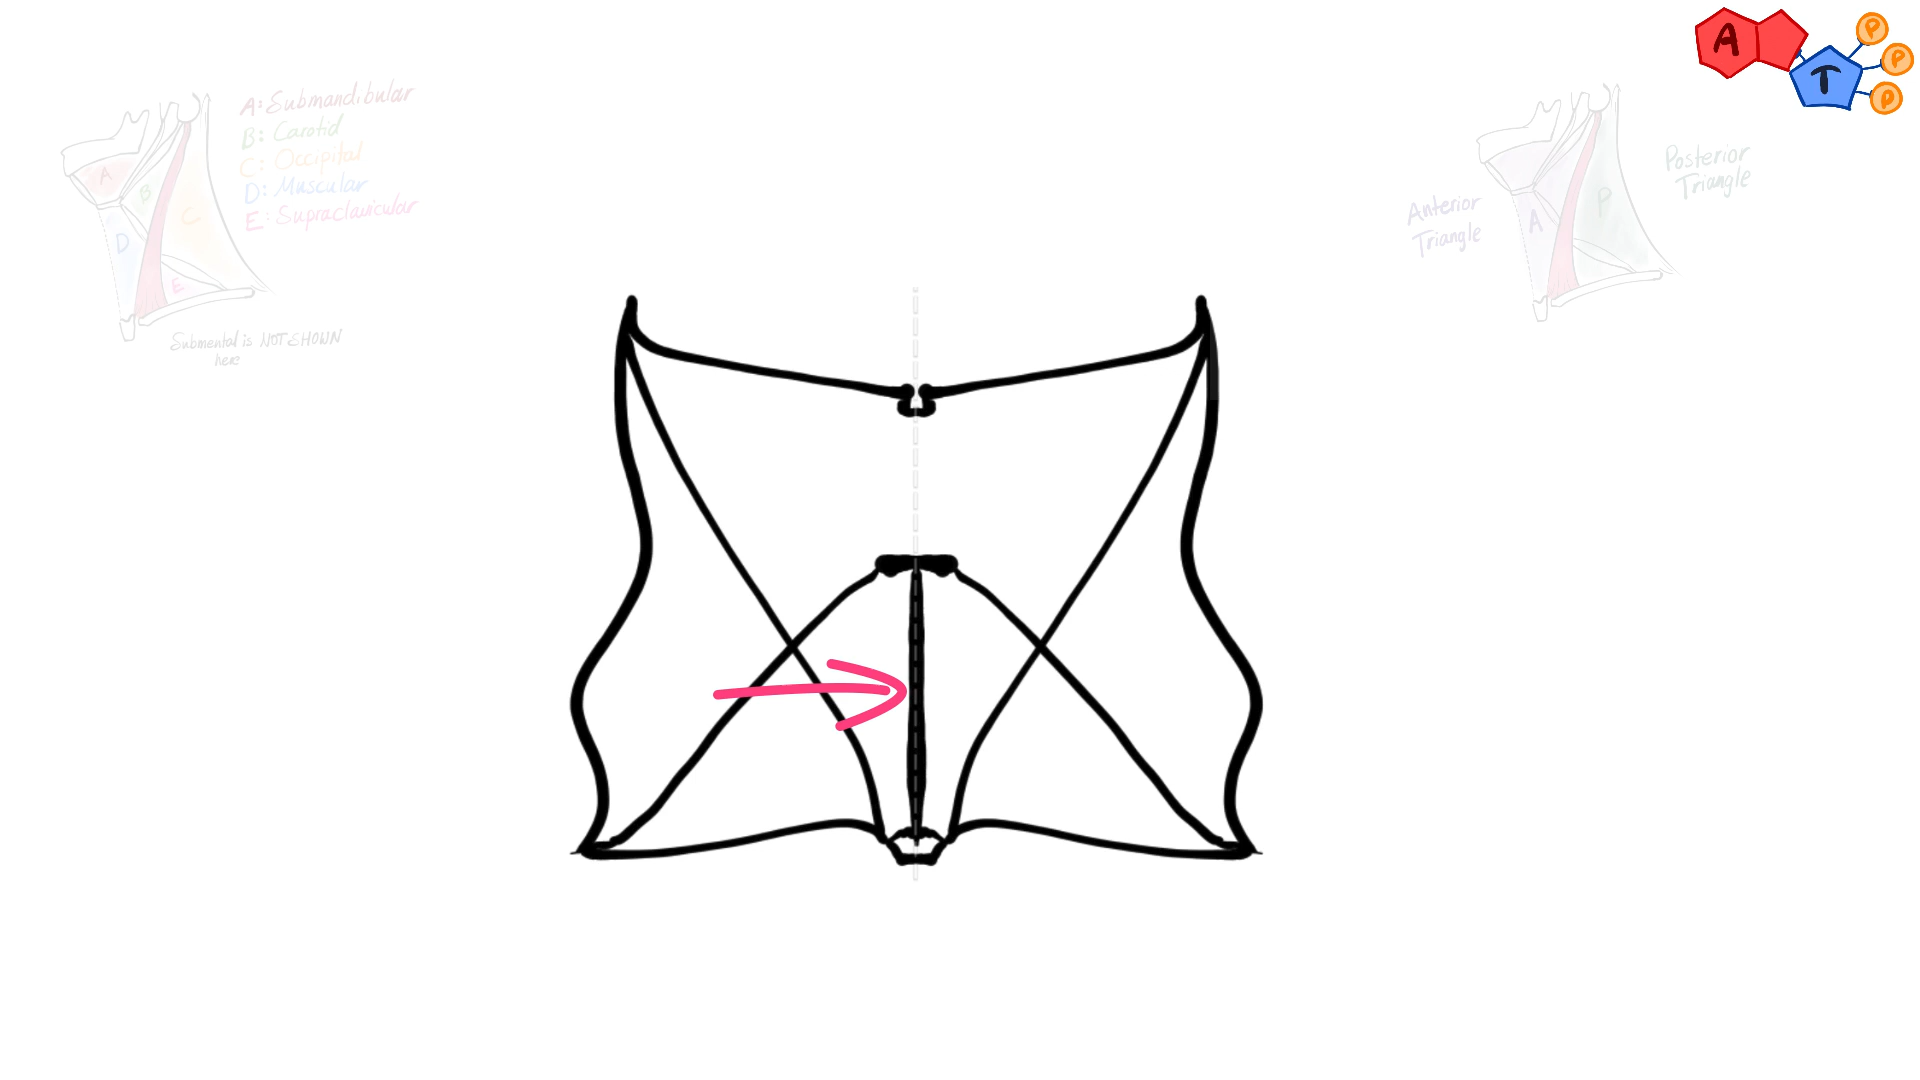 A: Submandibular
B: Carotid
C: Occipital
D: Muscular
E: Supraclavicular
A
B
C
D
E
Submental is NOT SHOWN
here
Anterior
Triangle
A
P
Posterior
Triangle
A
T
P
P
P